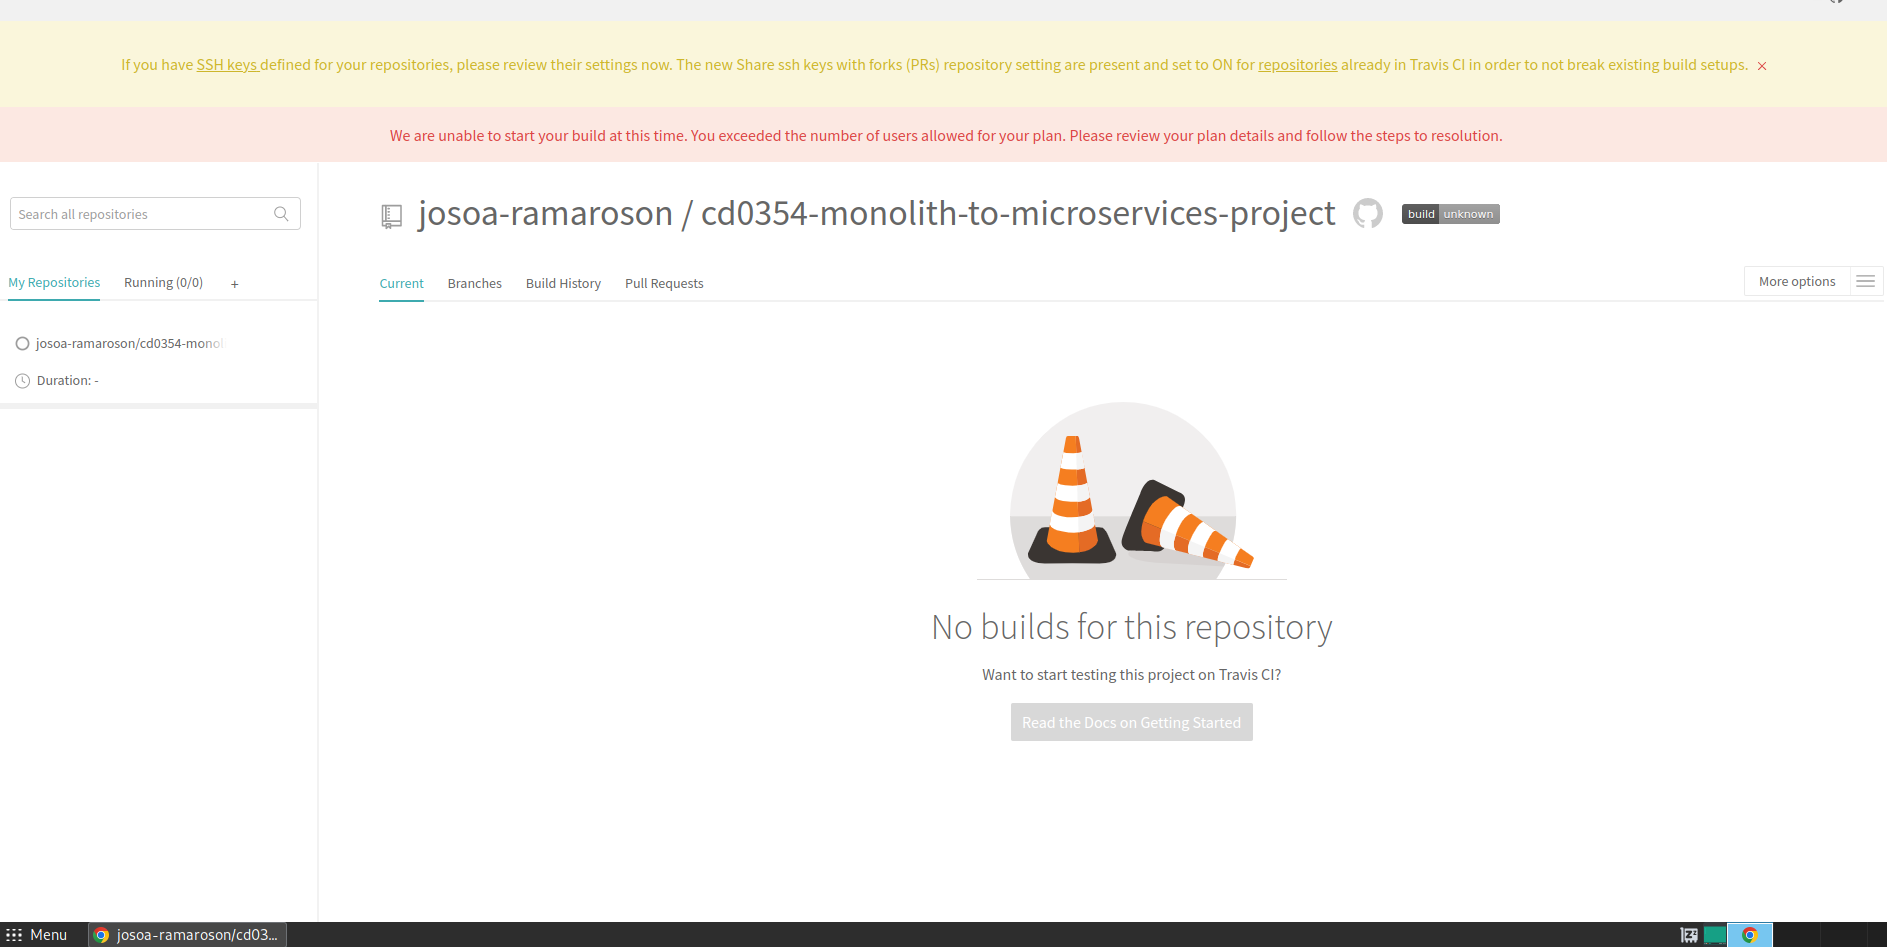 If you have SSH keys defined for your repositories, please review their settings now. The new Share ssh keys with forks (PRs) repository setting are present and set to ON for repositories already in Travis CI in order to not break existing build setups.
We are unable to start your build at this time. You exceeded the number of users allowed for your plan. Please review your plan details and follow the steps to resolution.
Search all repositories
josoa-ramaroson / cd0354-monolith-to-microservices-project
build unknown
My Repositories Running (0/0) +
Current Branches Build History Pull Requests
More options
josoa-ramaroson/cd0354-monol
Duration: -
No builds for this repository
Want to start testing this project on Travis CI?
Read the Docs on Getting Started
Menu josoa-ramaroson/cd03...